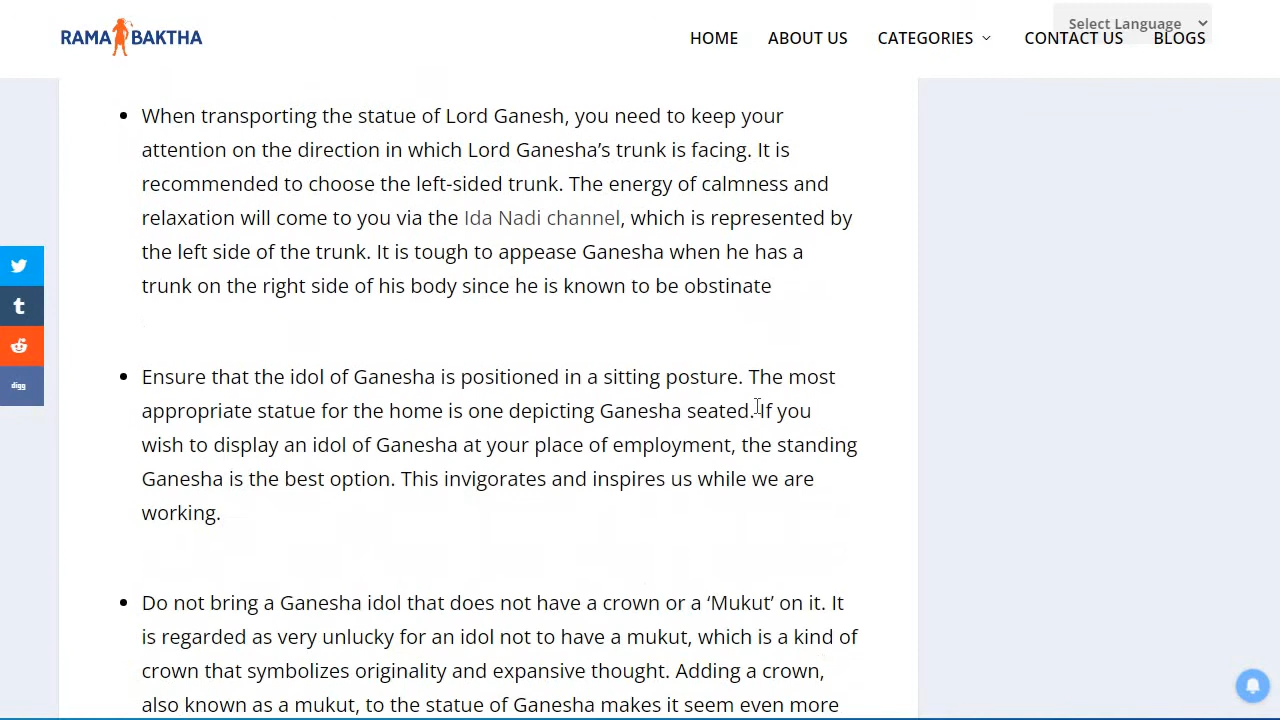 Select Language
RAMA BAKTHA
HOME ABOUT US CATEGORIES CONTACT US BLOGS
When transporting the statue of Lord Ganesh, you need to keep your
attention on the direction in which Lord Ganesha’s trunk is facing. It is
recommended to choose the left-sided trunk. The energy of calmness and
relaxation will come to you via the Ida Nadi channel, which is represented by
the left side of the trunk. It is tough to appease Ganesha when he has a
trunk on the right side of his body since he is known to be obstinate
Ensure that the idol of Ganesha is positioned in a sitting posture. The most
appropriate statue for the home is one depicting Ganesha seated. If you
wish to display an idol of Ganesha at your place of employment, the standing
Ganesha is the best option. This invigorates and inspires us while we are
working.
Do not bring a Ganesha idol that does not have a crown or a ‘Mukut’ on it. It
is regarded as very unlucky for an idol not to have a mukut, which is a kind of
crown that symbolizes originality and expansive thought. Adding a crown,
also known as a mukut, to the statue of Ganesha makes it seem even more
digg